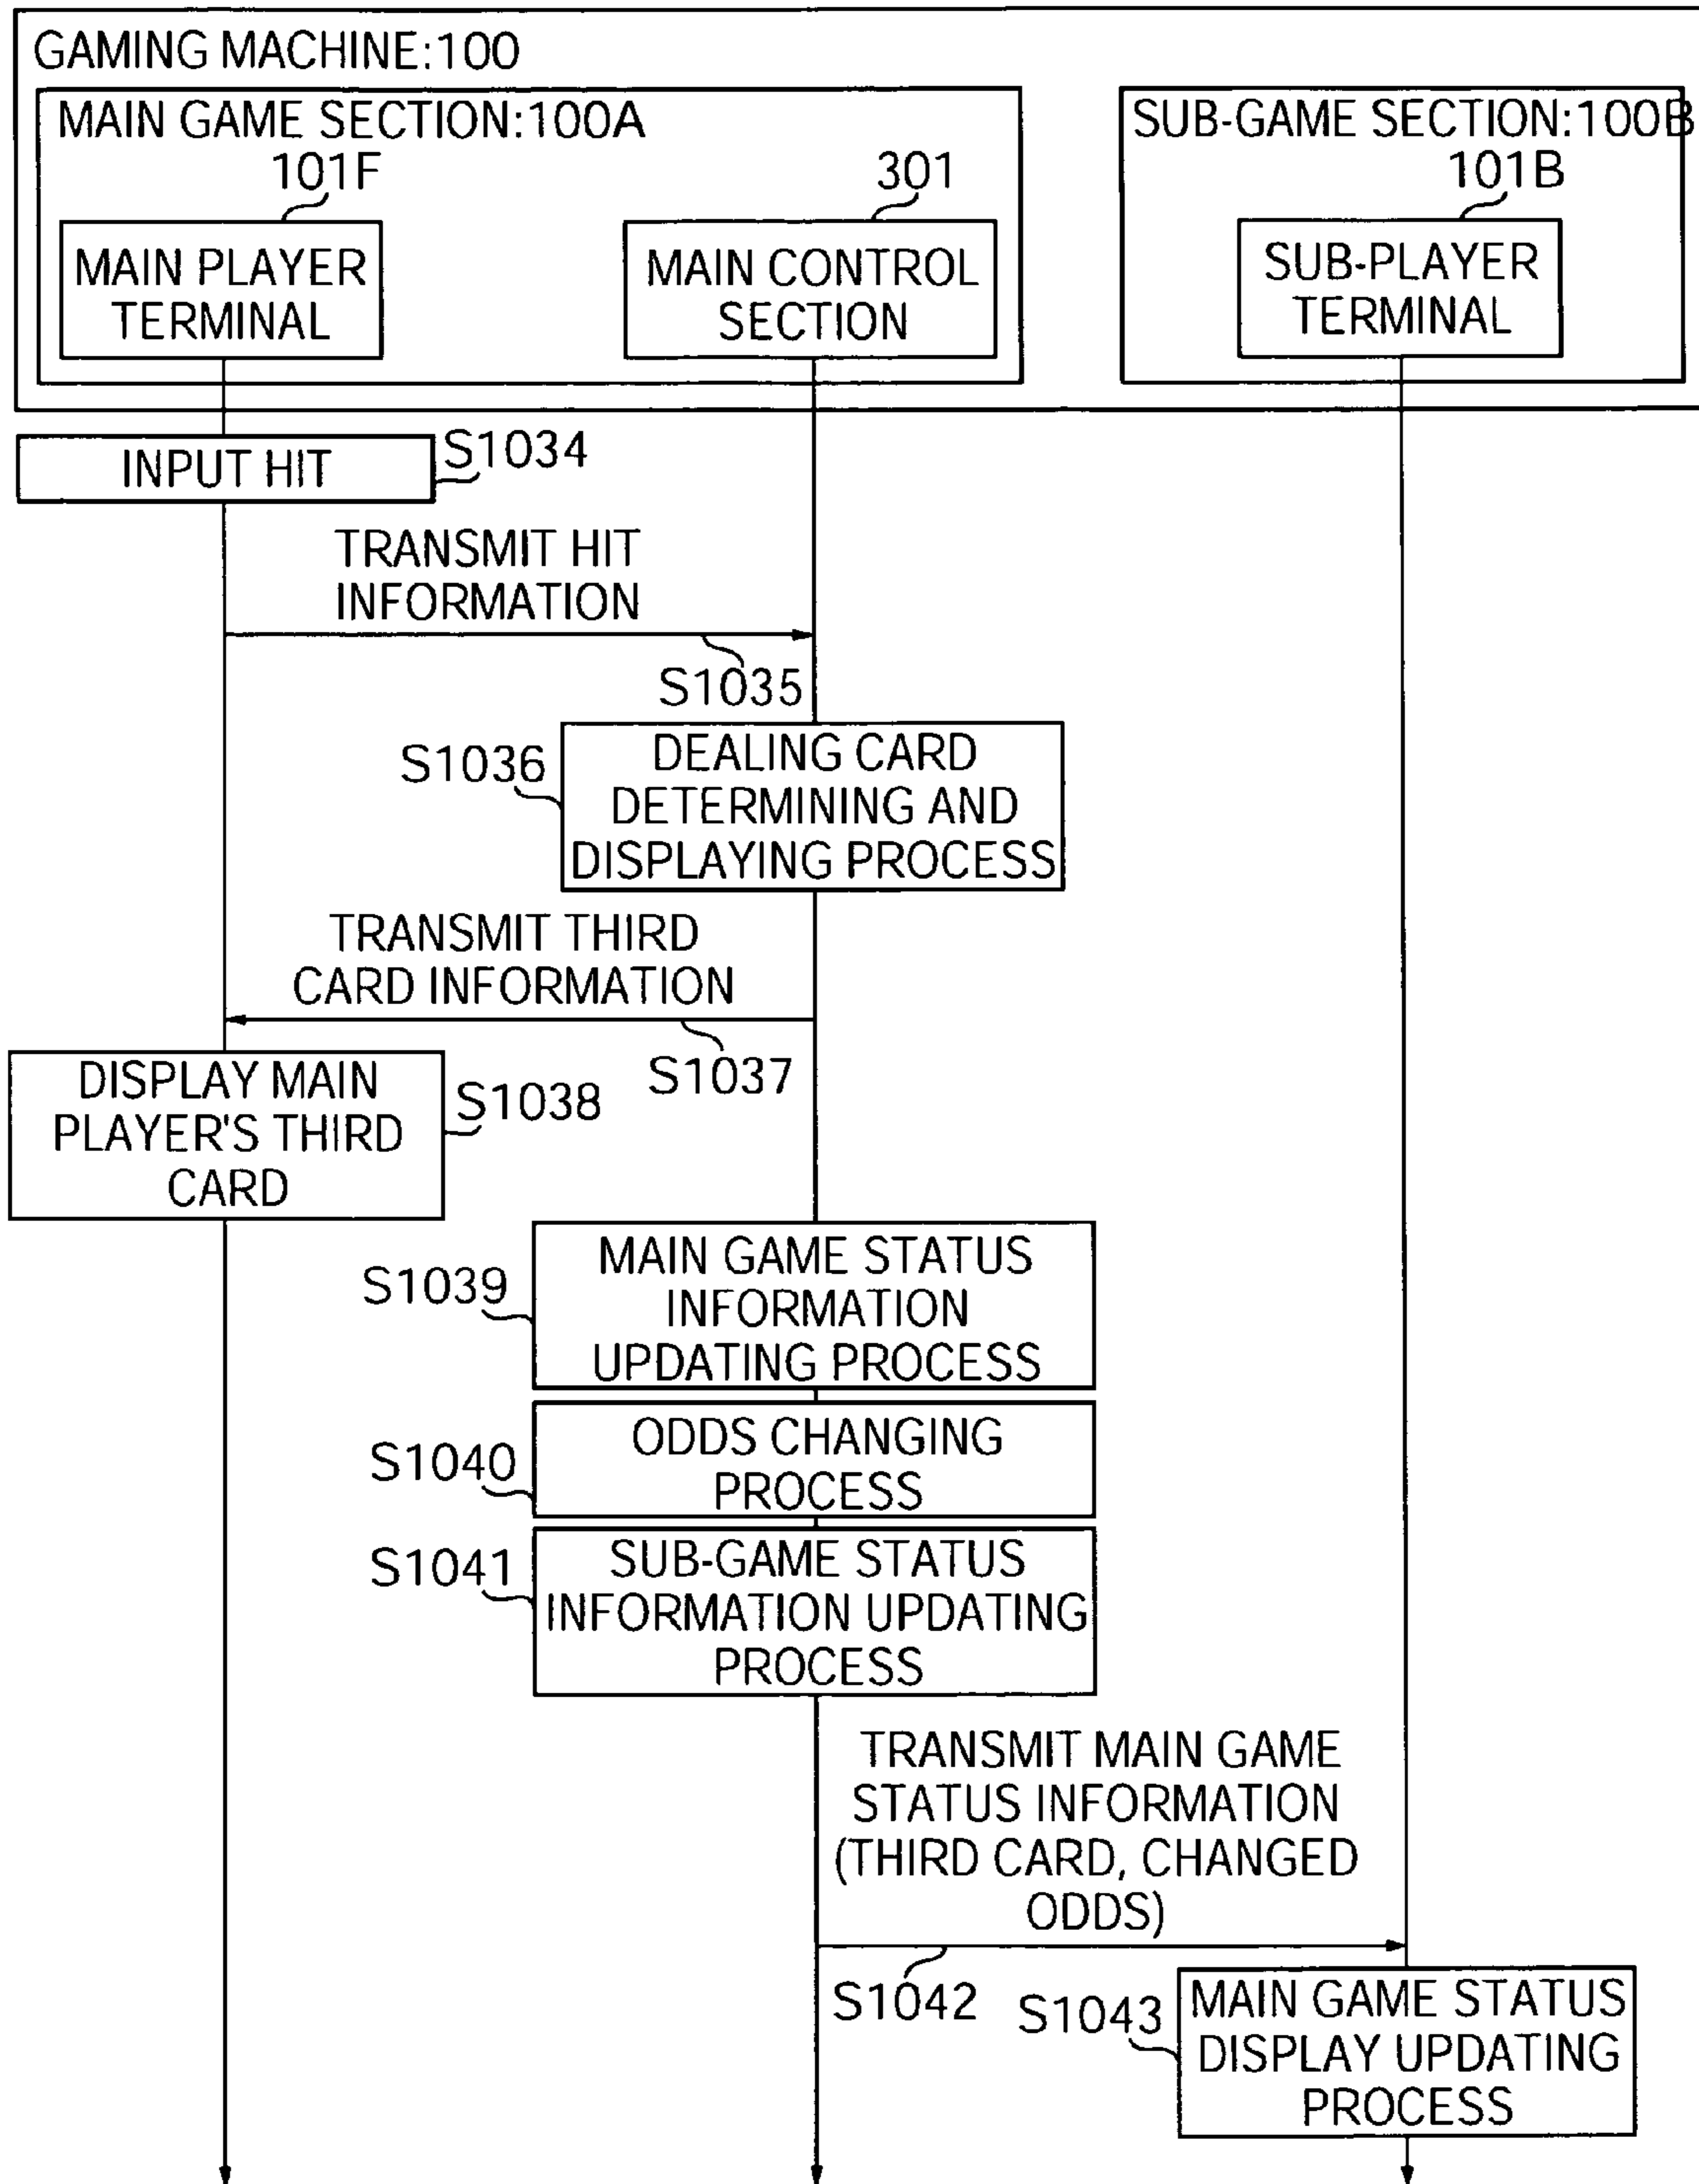 GAMING MACHINE:100
MAIN GAME SECTION:100A
SUB-GAME SECTION:100B
101F
301
101B
MAIN PLAYER
TERMINAL
MAIN CONTROL
SECTION
SUB-PLAYER
TERMINAL
INPUT HIT
S1034
TRANSMIT HIT
INFORMATION
S1035
S1036
DEALING CARD
DETERMINING AND
DISPLAYING PROCESS
TRANSMIT THIRD
CARD INFORMATION
S1037
DISPLAY MAIN
PLAYER'S THIRD
CARD
S1038
S1039
MAIN GAME STATUS
INFORMATION
UPDATING PROCESS
S1040
ODDS CHANGING
PROCESS
S1041
SUB-GAME STATUS
INFORMATION UPDATING
PROCESS
TRANSMIT MAIN GAME
STATUS INFORMATION
(THIRD CARD, CHANGED
ODDS)
S1042
S1043
MAIN GAME STATUS
DISPLAY UPDATING
PROCESS